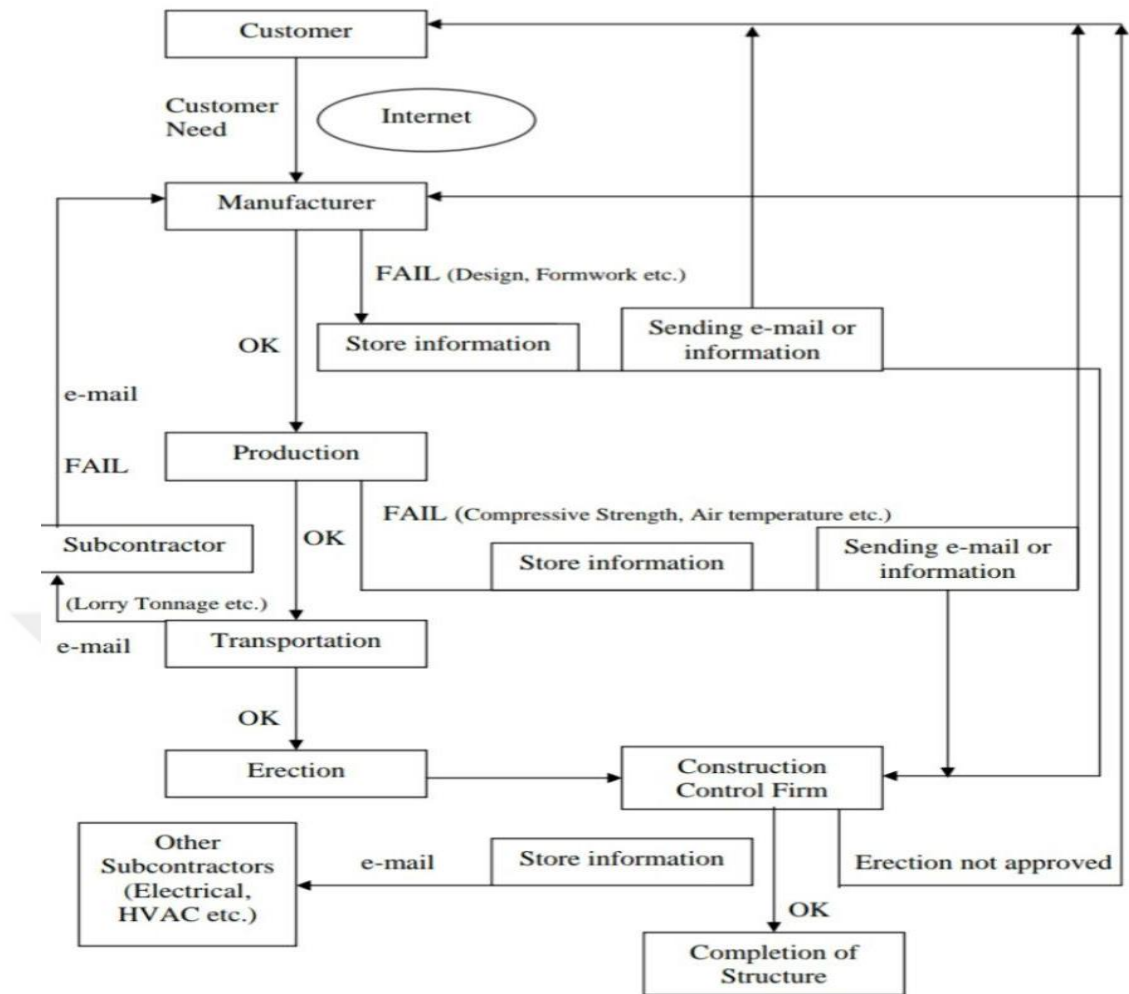 Customer
Customer
Need
Internet
Manufacturer
FAIL (Design, Formwork etc.)
Store information
Sending e-mail or
information
OK
e-mail
FAIL
Production
FAIL (Compressive Strength, Air temperature etc.)
OK
Subcontractor
Store information
Sending e-mail or
information
(Lorry Tonnage etc.)
e-mail
Transportation
OK
Erection
Construction
Control Firm
Other
Subcontractors
(Electrical,
HVAC etc.)
e-mail
Store information
Erection not approved
OK
Completion of
Structure